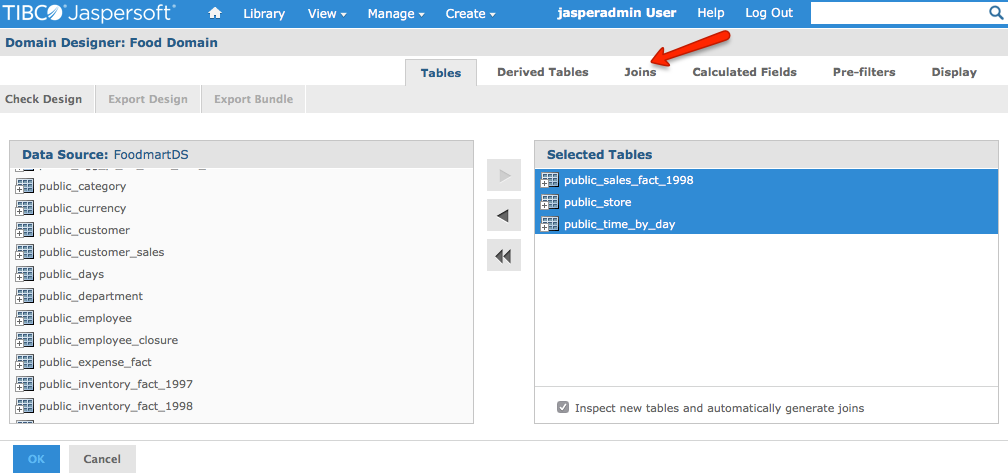 TIBCO Jaspersoft® Library View Manage Create jasperadmin User Help Log Out
Domain Designer: Food Domain
Tables Derived Tables Joins Calculated Fields Pre-filters Display
Check Design Export Design Export Bundle
Data Source: FoodmartDS
public_category
public_currency
public_customer
public_customer_sales
public_days
public_department
public_employee
public_employee_closure
public_expense_fact
public_inventory_fact_1997
public_inventory_fact_1998
Selected Tables
public_sales_fact_1998
public_store
public_time_by_day
Inspect new tables and automatically generate joins
OK Cancel